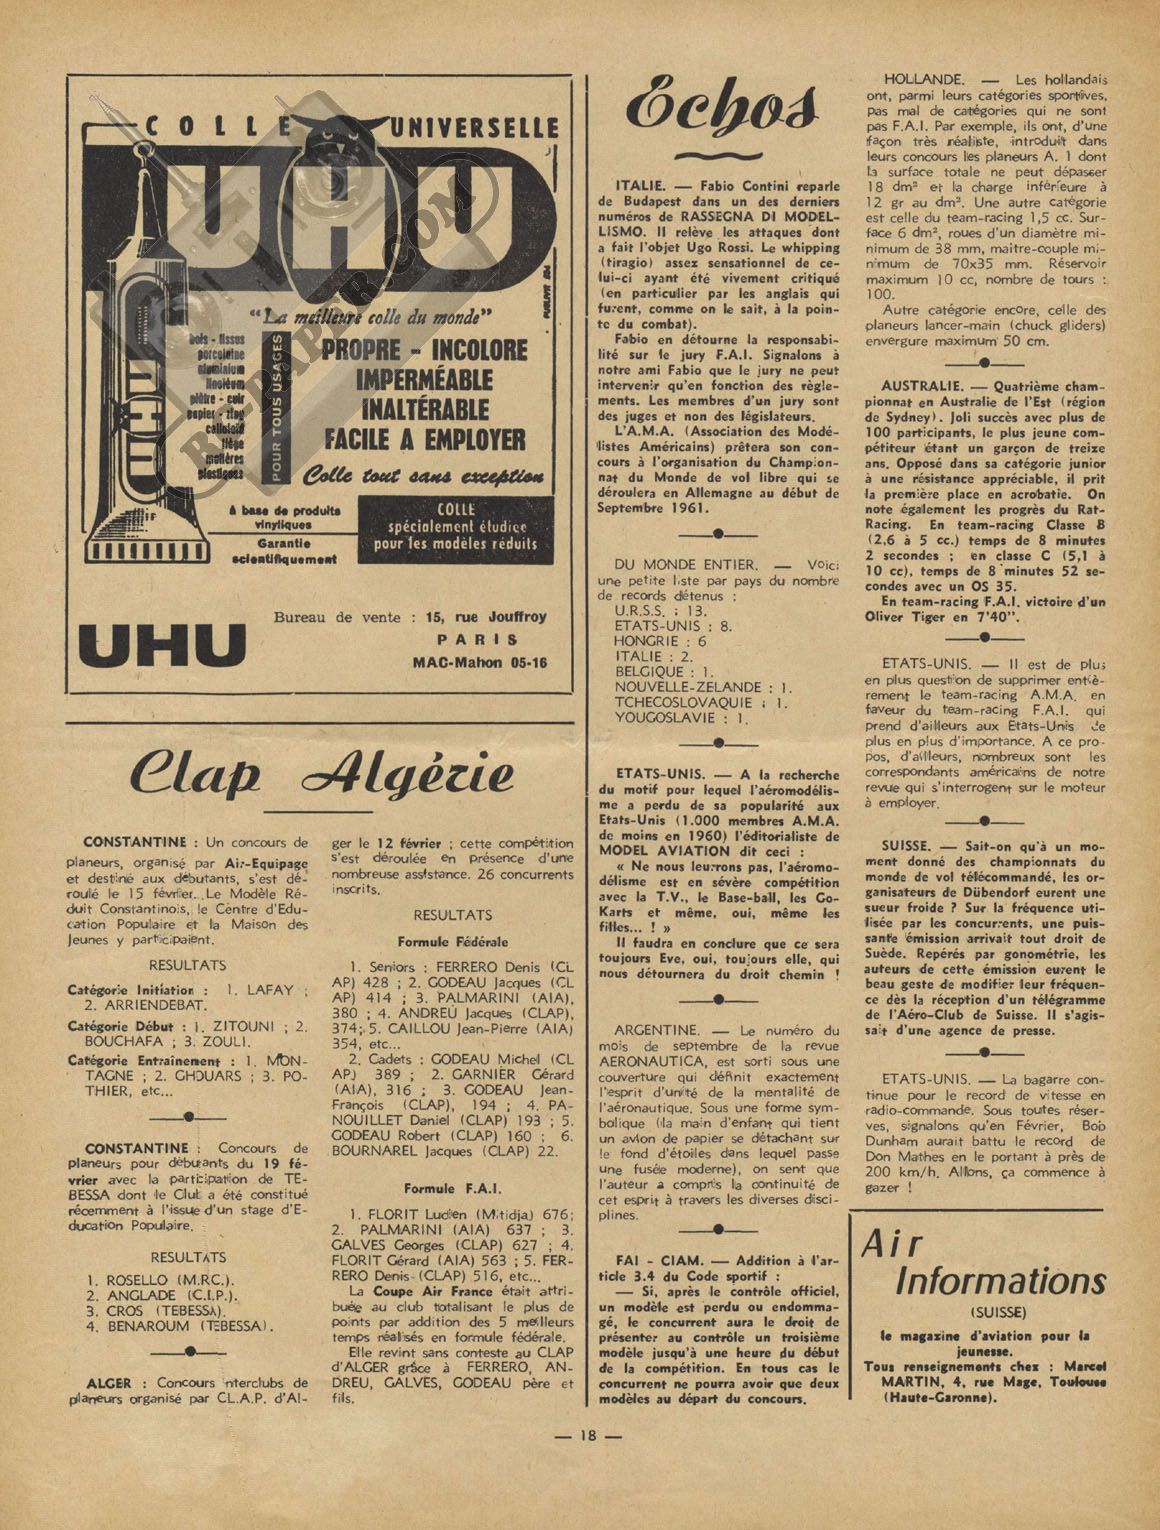 COLLE UNIVERSELLE
UHU
"La meilleure colle du monde"
bois - tissus
porcelaine
aluminium
linoléum
plâtre - cuir
papier - zlag
celluloïd
liège
matières
plastiques
POUR TOUS USAGES
PROPRE - INCOLORE
IMPERMÉABLE
INALTÉRABLE
FACILE A EMPLOYER
Colle tout sans exception
à base de produits
vinyliques
Garantie
scientifiquement
COLLE
spécialement étudiée
pour les modèles réduits
UHU
Bureau de vente : 15, rue Jouffroy
PARIS
MAC-Mahon 05-16
Clap Algérie
CONSTANTINE : Un concours de
planeurs, organisé par Air-Equipage
et destiné aux débutants, s'est dé-
roulé le 15 février. Le Modèle Ré-
duit Constantinois, le Centre d'Edu-
cation Populaire et la Maison des
Jeunes y participaient.
RESULTATS
Catégorie Initiation : 1. LAFAY ;
2. ARRIENDEBAT.
Catégorie Début : 1. ZITOUNI ; 2.
BOUCHAFA ; 3. ZOULI.
Catégorie Entraînement : 1. MON-
TAGNE ; 2. GHOUARS ; 3. PO-
THIER, etc...
CONSTANTINE : Concours de
planeurs pour débutants du 19 fé-
vrier avec la participation de TE-
BESSA dont le Club a été constitué
récemment à l'issue d'un stage d'E-
ducation Populaire.
RESULTATS
1. ROSELLO (M.RC.).
2. ANGLADE (C.I.P.).
3. CROS (TEBESSA).
4. BENAROUM (TEBESSA).
ALGER : Concours nterclubs de
planeurs organisé par C.L.A.P. d'Al-
ger le 12 février ; cette compétition
s'est déroulée en présence d'une
nombreuse assistance. 26 concurrents
inscrits.
RESULTATS
Formule Fédérale
1. Seniors : FERRERO Denis (CL
AP) 428 ; 2. GODEAU Jacques (CL
AP) 414 ; 3. PALMARINI (AIA),
380 ; 4. ANDREU Jacques (CLAP),
374; 5. CAILLOU Jean-Pierre (AIA)
354, etc...
2. Cadets : GODEAU Michel (CL
AP) 389 ; 2. GARNIER Gérard
(AIA), 316 ; 3. GODEAU Jean-
François (CLAP), 194 ; 4. PA-
NOUILLET Daniel (CLAP) 193 ; 5.
GODEAU Robert (CLAP) 160 ; 6.
BOURNAREL Jacques (CLAP) 22.
Formule F.A.I.
1. FLORIT Lucien (Mitidja) 676;
2. PALMARINI (AIA) 637 ; 3.
GALVES Georges (CLAP) 627 ; 4.
FLORIT Gérard (AIA) 563 ; 5. FER-
RERO Denis (CLAP) 516, etc...
La Coupe Air France était attri-
buée au club totalisant le plus de
points par addition des 5 meilleurs
temps réalisés en formule fédérale.
Elle revint sans conteste au CLAP
d'ALGER grâce à FERRERO, AN-
DREU, GALVES, GODEAU père et
fils.
Echos
ITALIE. — Fabio Contini reparle
de Budapest dans un des derniers
numéros de RASSEGNA DI MODEL-
LISMO. Il relève les attaques dont
a fait l'objet Ugo Rossi. Le whipping
(tiragio) assez sensationnel de ce-
lui-ci ayant été vivement critiqué
(en particulier par les anglais qui
furent, comme on le sait, à la poin-
te du combat).
Fabio en détourne la responsabi-
lité sur le jury F.A.I. Signalons à
notre ami Fabio que le jury ne peut
intervenir qu'en fonction des règle-
ments. Les membres d'un jury sont
des juges et non des législateurs.
L'A.M.A. (Association des Modé-
listes Américains) prêtera son con-
cours à l'organisation du Champion-
nat du Monde de vol libre qui se
déroulera en Allemagne au début de
Septembre 1961.
DU MONDE ENTIER. — Voici
une petite liste par pays du nombre
de records détenus :
U.R.S.S. : 13.
ETATS-UNIS : 8.
HONGRIE : 6
ITALIE : 2.
BELGIQUE : 1.
NOUVELLE-ZELANDE : 1.
TCHECOSLOVAQUIE : 1.
YOUGOSLAVIE : 1.
ETATS-UNIS. — A la recherche
du motif pour lequel l'aéromodélis-
me a perdu de sa popularité aux
Etats-Unis (1.000 membres A.M.A.
de moins en 1960) l'éditorialiste de
MODEL AVIATION dit ceci :
« Ne nous leurrons pas, l'aéromo-
délisme est en sévère compétition
avec la T.V., le Base-ball, les Go-
Karts et même, oui, même les
filles... ! »
Il faudra en conclure que ce sera
toujours Eve, oui, toujours elle, qui
nous détournera du droit chemin !
ARGENTINE. — Le numéro du
mois de septembre de la revue
AERONAUTICA, est sorti sous une
couverture qui définit exactement
l'esprit d'unité de la mentalité de
l'aéronautique. Sous une forme sym-
bolique (la main d'enfant qui tient
un avion de papier se détachant sur
le fond d'étoiles dans lequel passe
une fusée moderne), on sent que
l'auteur a compris la continuité de
cet esprit à travers les diverses disci-
plines.
FAI - CIAM. — Addition à l'ar-
ticle 3.4 du Code sportif :
— Si, après le contrôle officiel,
un modèle est perdu ou endomma-
gé, le concurrent aura le droit de
présenter au contrôle un troisième
modèle jusqu'à une heure du début
de la compétition. En tous cas le
concurrent ne pourra avoir que deux
modèles au départ du concours.
HOLLANDE. — Les hollandais
ont, parmi leurs catégories sportives,
pas mal de catégories qui ne sont
pas F.A.I. Par exemple, ils ont, d'une
façon très réaliste, introduit dans
leurs concours les planeurs A. 1 dont
la surface totale ne peut dépasser
18 dm² et la charge inférieure à
12 gr au dm². Une autre catégorie
est celle du team-racing 1,5 cc. Sur-
face 6 dm², roues d'un diamètre mi-
nimum de 38 mm, maitre-couple mi-
nimum de 70x35 mm. Réservoir
maximum 10 cc, nombre de tours :
100.
Autre catégorie encore, celle des
planeurs lancer-main (chuck gliders)
envergure maximum 50 cm.
AUSTRALIE. — Quatrième cham-
pionnat en Australie de l'Est (région
de Sydney). Joli succès avec plus de
100 participants, le plus jeune com-
pétiteur étant un garçon de treize
ans. Opposé dans sa catégorie junior
à une résistance appréciable, il prit
la première place en acrobatie. On
note également les progrès du Rat-
Racing. En team-racing Classe B
(2,6 à 5 cc.) temps de 8 minutes
2 secondes ; en classe C (5,1 à
10 cc), temps de 8 minutes 52 se-
condes avec un OS 35.
En team-racing F.A.I. victoire d'un
Oliver Tiger en 7'40".
ETATS-UNIS. — Il est de plus
en plus question de supprimer entiè-
rement le team-racing A.M.A. en
faveur du team-racing F.A.I. qui
prend d'ailleurs aux Etats-Unis de
plus en plus d'importance. A ce pro-
pos, d'ailleurs, nombreux sont les
correspondants américains de notre
revue qui s'interrogent sur le moteur
à employer.
SUISSE. — Sait-on qu'à un mo-
ment donné des championnats du
monde de vol télécommandé, les or-
ganisateurs de Dübendorf eurent une
sueur froide ? Sur la fréquence uti-
lisée par les concurrents, une puis-
sante émission arrivait tout droit de
Suède. Repérés par gonométrie, les
auteurs de cette émission eurent le
beau geste de modifier leur fréquen-
ce dès la réception d'un télégramme
de l'Aéro-Club de Suisse. Il s'agis-
sait d'une agence de presse.
ETATS-UNIS. — La bagarre con-
tinue pour le record de vitesse en
radio-commande. Sous toutes réser-
ves, signalons qu'en Février, Bob
Dunham aurait battu le record de
Don Mathes en le portant à près de
200 km/h. Allons, ça commence à
gazer !
Air
Informations
(SUISSE)
le magazine d'aviation pour la
jeunesse.
Tous renseignements chez : Marcel
MARTIN, 4, rue Mage, Toulouse
(Haute-Garonne).
— 18 —